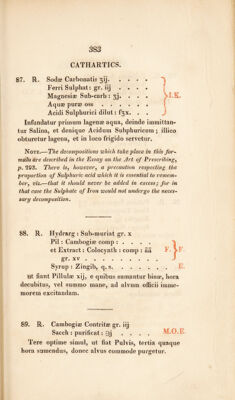 383
CATHARTICS.
87. R. Sodæ Carbonatis ʒij. . . . .
Ferri Sulphat: gr. iij . . . .
Magnesiæ Sub-carb: ʒj. . . . I.K.
Aquæ puræ oss . . . . . .
Acidi Sulphurici dilut: fʒx. . .
Infundatur primum lagenæ aqua, deinde immittan-
tur Salina, et denique Acidum Sulphuricum; illico
obturetur lagena, et in loco frigido servetur.
NOTE.—The decompositions which take place in this for-
mula are described in the Essay on the Art of Prescribing,
p. 293. There is, however, a precaution respecting the
proportion of Sulphuric acid which it is essential to remem-
ber, viz.—that it should never be added in excess; for in
that case the Sulphate of Iron would not undergo the neces-
sary decomposition.
88. R. Hydrarg: Sub-muriat gr. x
Pil: Cambogiæ comp: . . . .
et Extract: Colocynth: comp: āā F. F.
gr. xv . . . . . . . . .
Syrup: Zingib, q. s. . . . . . . . E.
ut fiant Pillulæ xij, e quibus sumantur binæ, hora
decubitus, vel summo mane, ad alvum officii imme-
morem excitandam.
89. R. Cambogiæ Contritæ gr. iij
Sacch: purificat: ℈j . . . . M.O.E.
Tere optime simul, ut fiat Pulvis, tertia quaque
hora sumendus, donec alvus commode purgetur.